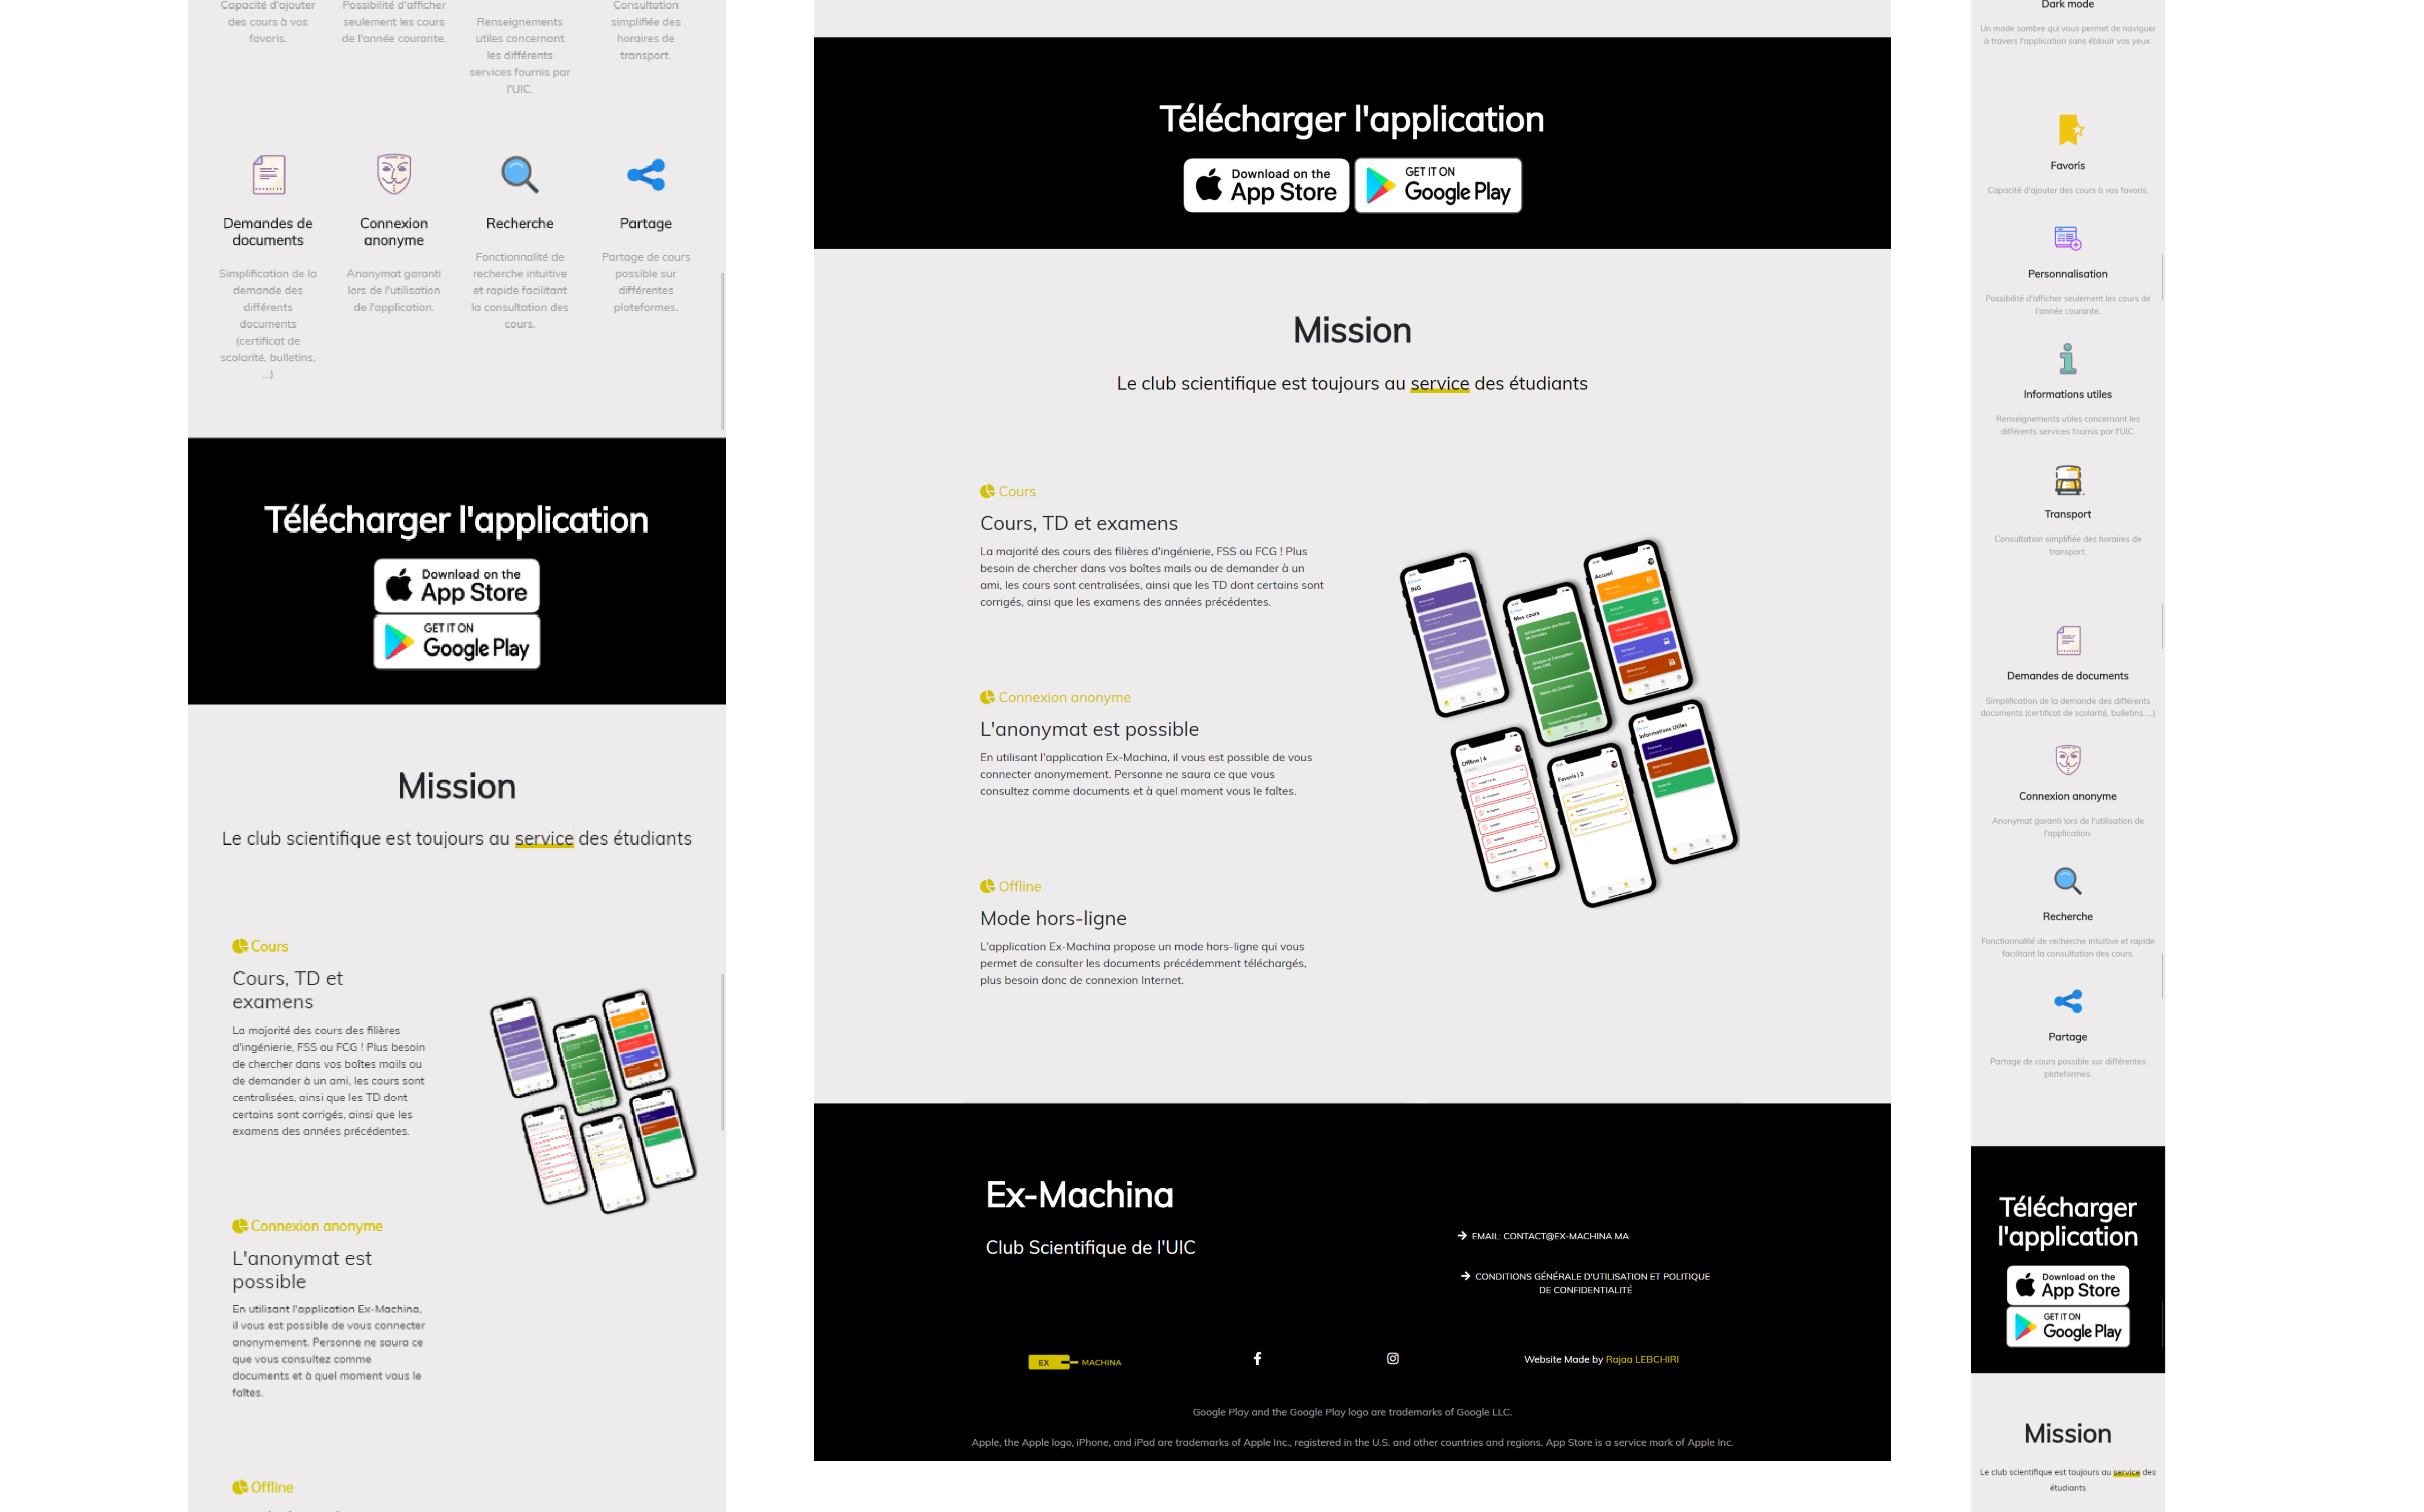 Capacité d'ajouter
des cours à vos
favoris.
Possibilité d'afficher
seulement les cours
de l'année courante.
Renseignements
utiles concernant
les différents
services fournis par
l'UIC.
Consultation
simplifiée des
horaires de
transport.
Demandes de
documents
Simplification de la
demande des
différents
documents
(certificat de
scolarité, bulletins,
...)
Connexion
anonyme
Anonymat garanti
lors de l'utilisation
de l'application.
Recherche
Fonctionnalité de
recherche intuitive
et rapide facilitant
la consultation des
cours.
Partage
Partage de cours
possible sur
différentes
plateformes.
Télécharger l'application
Download on the
App Store
GET IT ON
Google Play
Mission
Le club scientifique est toujours au service des étudiants
Cours
Cours, TD et
examens
La majorité des cours des filières
d'ingénierie, FSS ou FCG ! Plus besoin
de chercher dans vos boîtes mails ou
de demander à un ami, les cours sont
centralisées, ainsi que les TD dont
certains sont corrigés, ainsi que les
examens des années précédentes.
Connexion anonyme
L'anonymat est
possible
En utilisant l'application Ex-Machina,
il vous est possible de vous connecter
anonymement. Personne ne saura ce
que vous consultez comme
documents et à quel moment vous le
faîtes.
Offline
Télécharger l'application
Download on the
App Store
GET IT ON
Google Play
Mission
Le club scientifique est toujours au service des étudiants
Cours
Cours, TD et examens
La majorité des cours des filières d'ingénierie, FSS ou FCG ! Plus
besoin de chercher dans vos boîtes mails ou de demander à un
ami, les cours sont centralisées, ainsi que les TD dont certains sont
corrigés, ainsi que les examens des années précédentes.
Connexion anonyme
L'anonymat est possible
En utilisant l'application Ex-Machina, il vous est possible de vous
connecter anonymement. Personne ne saura ce que vous
consultez comme documents et à quel moment vous le faîtes.
Offline
Mode hors-ligne
L'application Ex-Machina propose un mode hors-ligne qui vous
permet de consulter les documents précédemment téléchargés,
plus besoin donc de connexion Internet.
ING
Mes cours
Administration des Bases
de Données
Analyse et Conception
avec UML
Bases de Données
Accueil
Offline | 6
Favoris | 3
Informations Utiles
Ex-Machina
Club Scientifique de l'UIC
EMAIL: CONTACT@EX-MACHINA.MA
CONDITIONS GÉNÉRALE D'UTILISATION ET POLITIQUE
DE CONFIDENTIALITÉ
EX MACHINA
Website Made by Rajaa LEBCHIRI
Google Play and the Google Play logo are trademarks of Google LLC.
Apple, the Apple logo, iPhone, and iPad are trademarks of Apple Inc., registered in the U.S. and other countries and regions. App Store is a service mark of Apple Inc.
Dark mode
Un mode sombre qui vous permet de naviguer
à travers l'application sans éblouir vos yeux.
Favoris
Capacité d'ajouter des cours à vos favoris.
Personnalisation
Possibilité d'afficher seulement les cours de
l'année courante.
Informations utiles
Renseignements utiles concernant les
différents services fournis par l'UIC.
Transport
Consultation simplifiée des horaires de
transport.
Demandes de documents
Simplification de la demande des différents
documents (certificat de scolarité, bulletins, ...)
Connexion anonyme
Anonymat garanti lors de l'utilisation de
l'application.
Recherche
Fonctionnalité de recherche intuitive et rapide
facilitant la consultation des cours.
Partage
Partage de cours possible sur différentes
plateformes.
Télécharger
l'application
Download on the
App Store
GET IT ON
Google Play
Mission
Le club scientifique est toujours au service des
étudiants